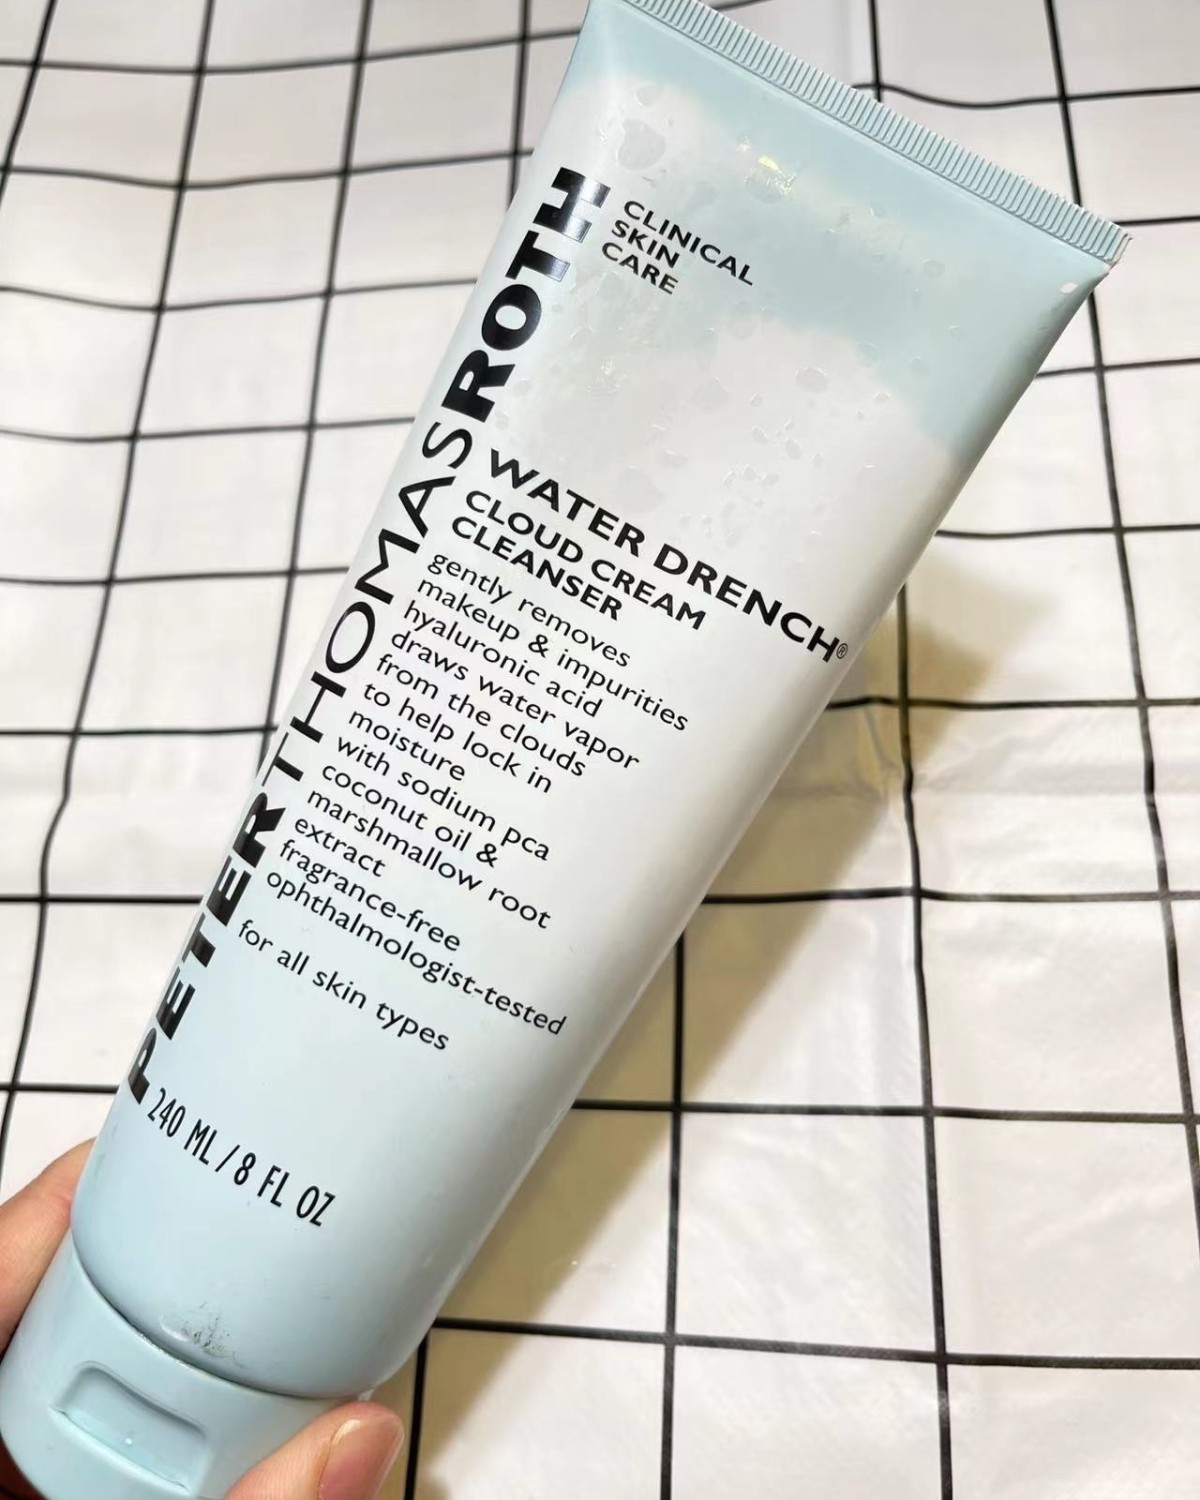 PETER THOMAS ROTH
CLINICAL
SKIN
CARE
WATER DRENCH®
CLOUD CREAM
CLEANSER
gently removes
makeup & impurities
hyaluronic acid
draws water vapor
from the clouds
to help lock in
moisture
with sodium pca
coconut oil &
marshmallow root
extract
fragrance-free
ophthalmologist-tested
for all skin types
240 ML / 8 FL OZ